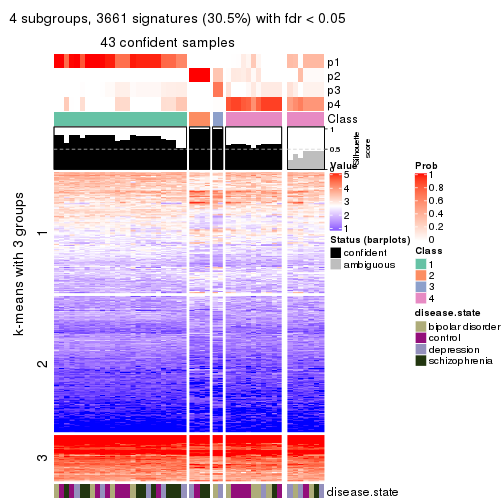 4 subgroups, 3661 signatures (30.5%) with fdr < 0.05
43 confident samples
p1
p2
p3
p4
Class
1
0.5
0
Silhouette
score
k-means with 3 groups
1
2
3
disease.state
Value
5
4
3
2
1
Status (barplots)
confident
ambiguous
Prob
1
0.8
0.6
0.4
0.2
0
Class
1
2
3
4
disease.state
bipolar disorder
control
depression
schizophrenia